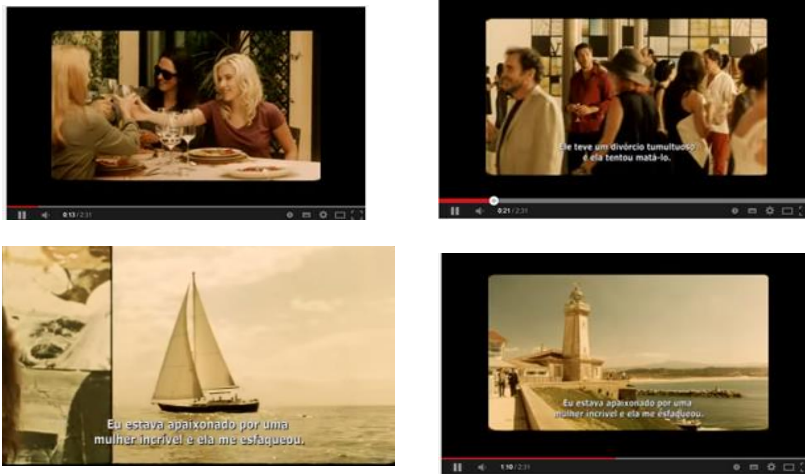 0:13 / 2:31
Ele teve um divórcio tumultuoso
e ela tentou matá-lo.
0:21 / 2:31
Eu estava apaixonado por uma
mulher incrível e ela me esfaqueou.
Eu estava apaixonado por uma
mulher incrível e ela me esfaqueou.
1:10 / 2:31